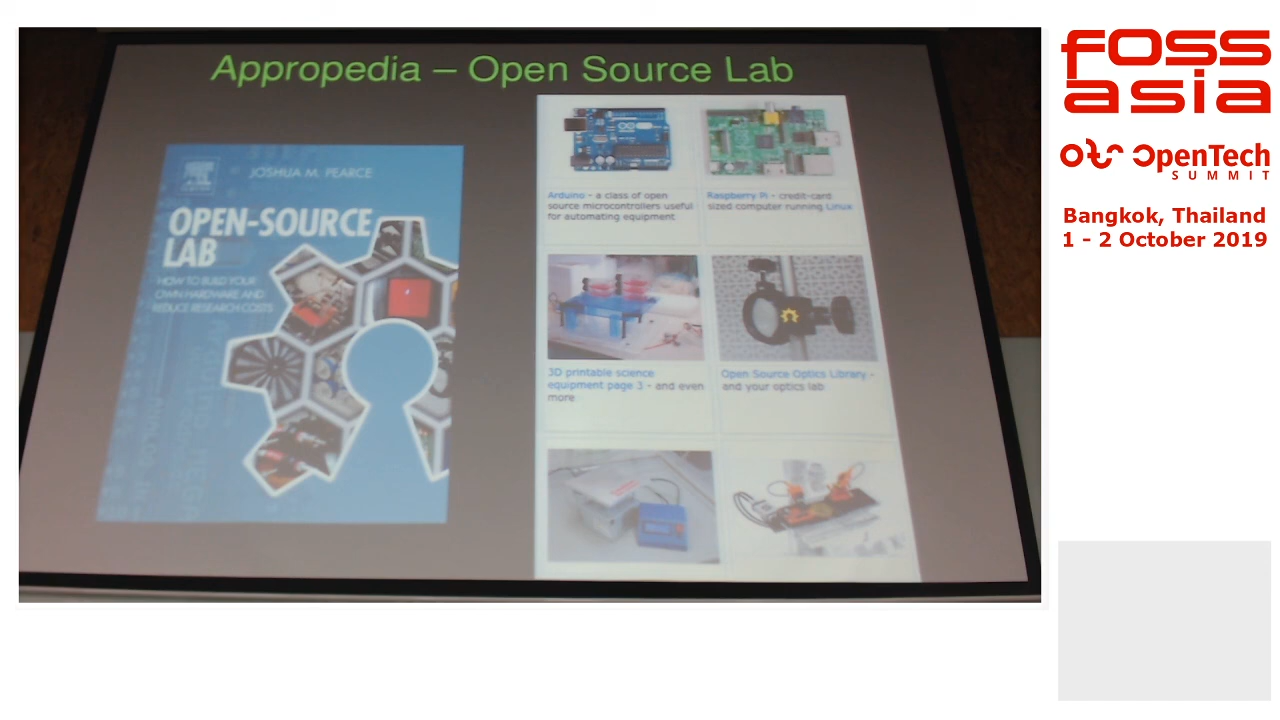 Appropedia – Open Source Lab
JOSHUA M. PEARCE
OPEN-SOURCE
LAB
HOW TO BUILD YOUR
OWN HARDWARE AND
REDUCE RESEARCH COSTS
Arduino - a class of open
source microcontrollers useful
for automating equipment
Raspberry Pi - credit-card
sized computer running Linux
3D printable science
equipment page 3 - and even
more
Open Source Optics Library -
and your optics lab
fOSS
asia
OpenTech
SUMMIT
Bangkok, Thailand
1 - 2 October 2019